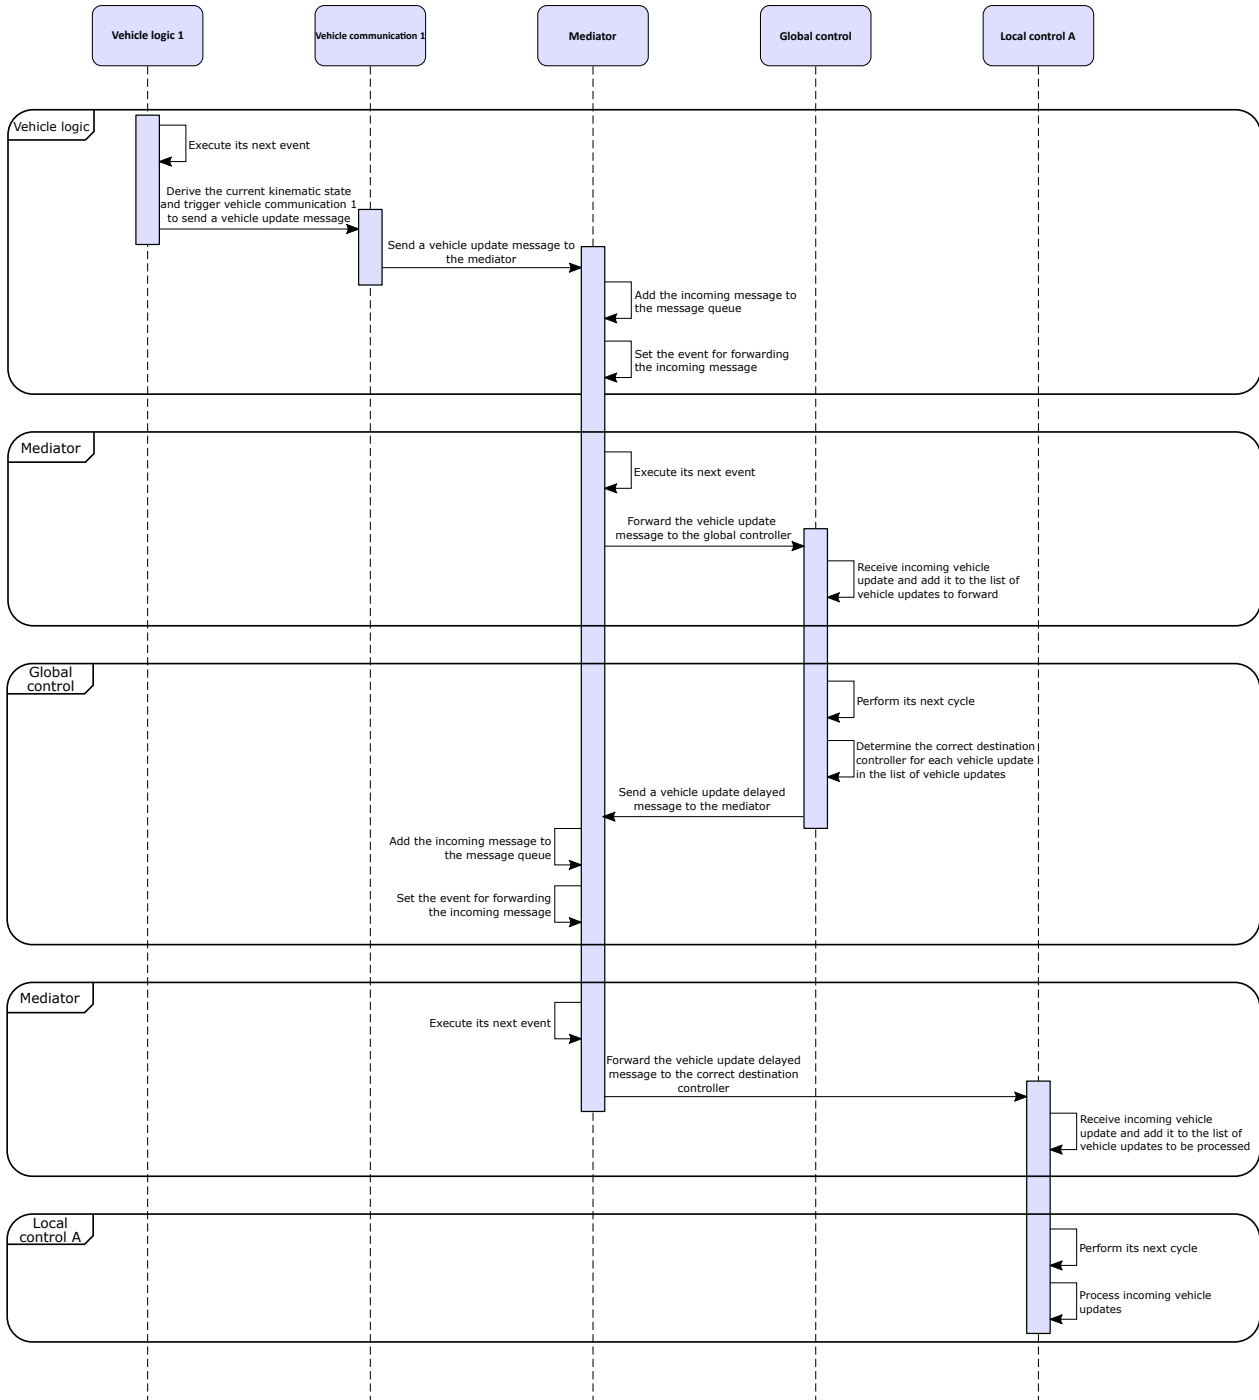 Vehicle logic 1
Vehicle communication 1
Mediator
Global control
Local control A
Vehicle logic
Execute its next event
Derive the current kinematic state
and trigger vehicle communication 1
to send a vehicle update message
Send a vehicle update message to
the mediator
Add the incoming message to
the message queue
Set the event for forwarding
the incoming message
Mediator
Execute its next event
Forward the vehicle update
message to the global controller
Receive incoming vehicle
update and add it to the list of
vehicle updates to forward
Global
control
Perform its next cycle
Determine the correct destination
controller for each vehicle update
in the list of vehicle updates
Send a vehicle update delayed
message to the mediator
Add the incoming message to
the message queue
Set the event for forwarding
the incoming message
Mediator
Execute its next event
Forward the vehicle update delayed
message to the correct destination
controller
Receive incoming vehicle
update and add it to the list of
vehicle updates to be processed
Local
control A
Perform its next cycle
Process incoming vehicle
updates